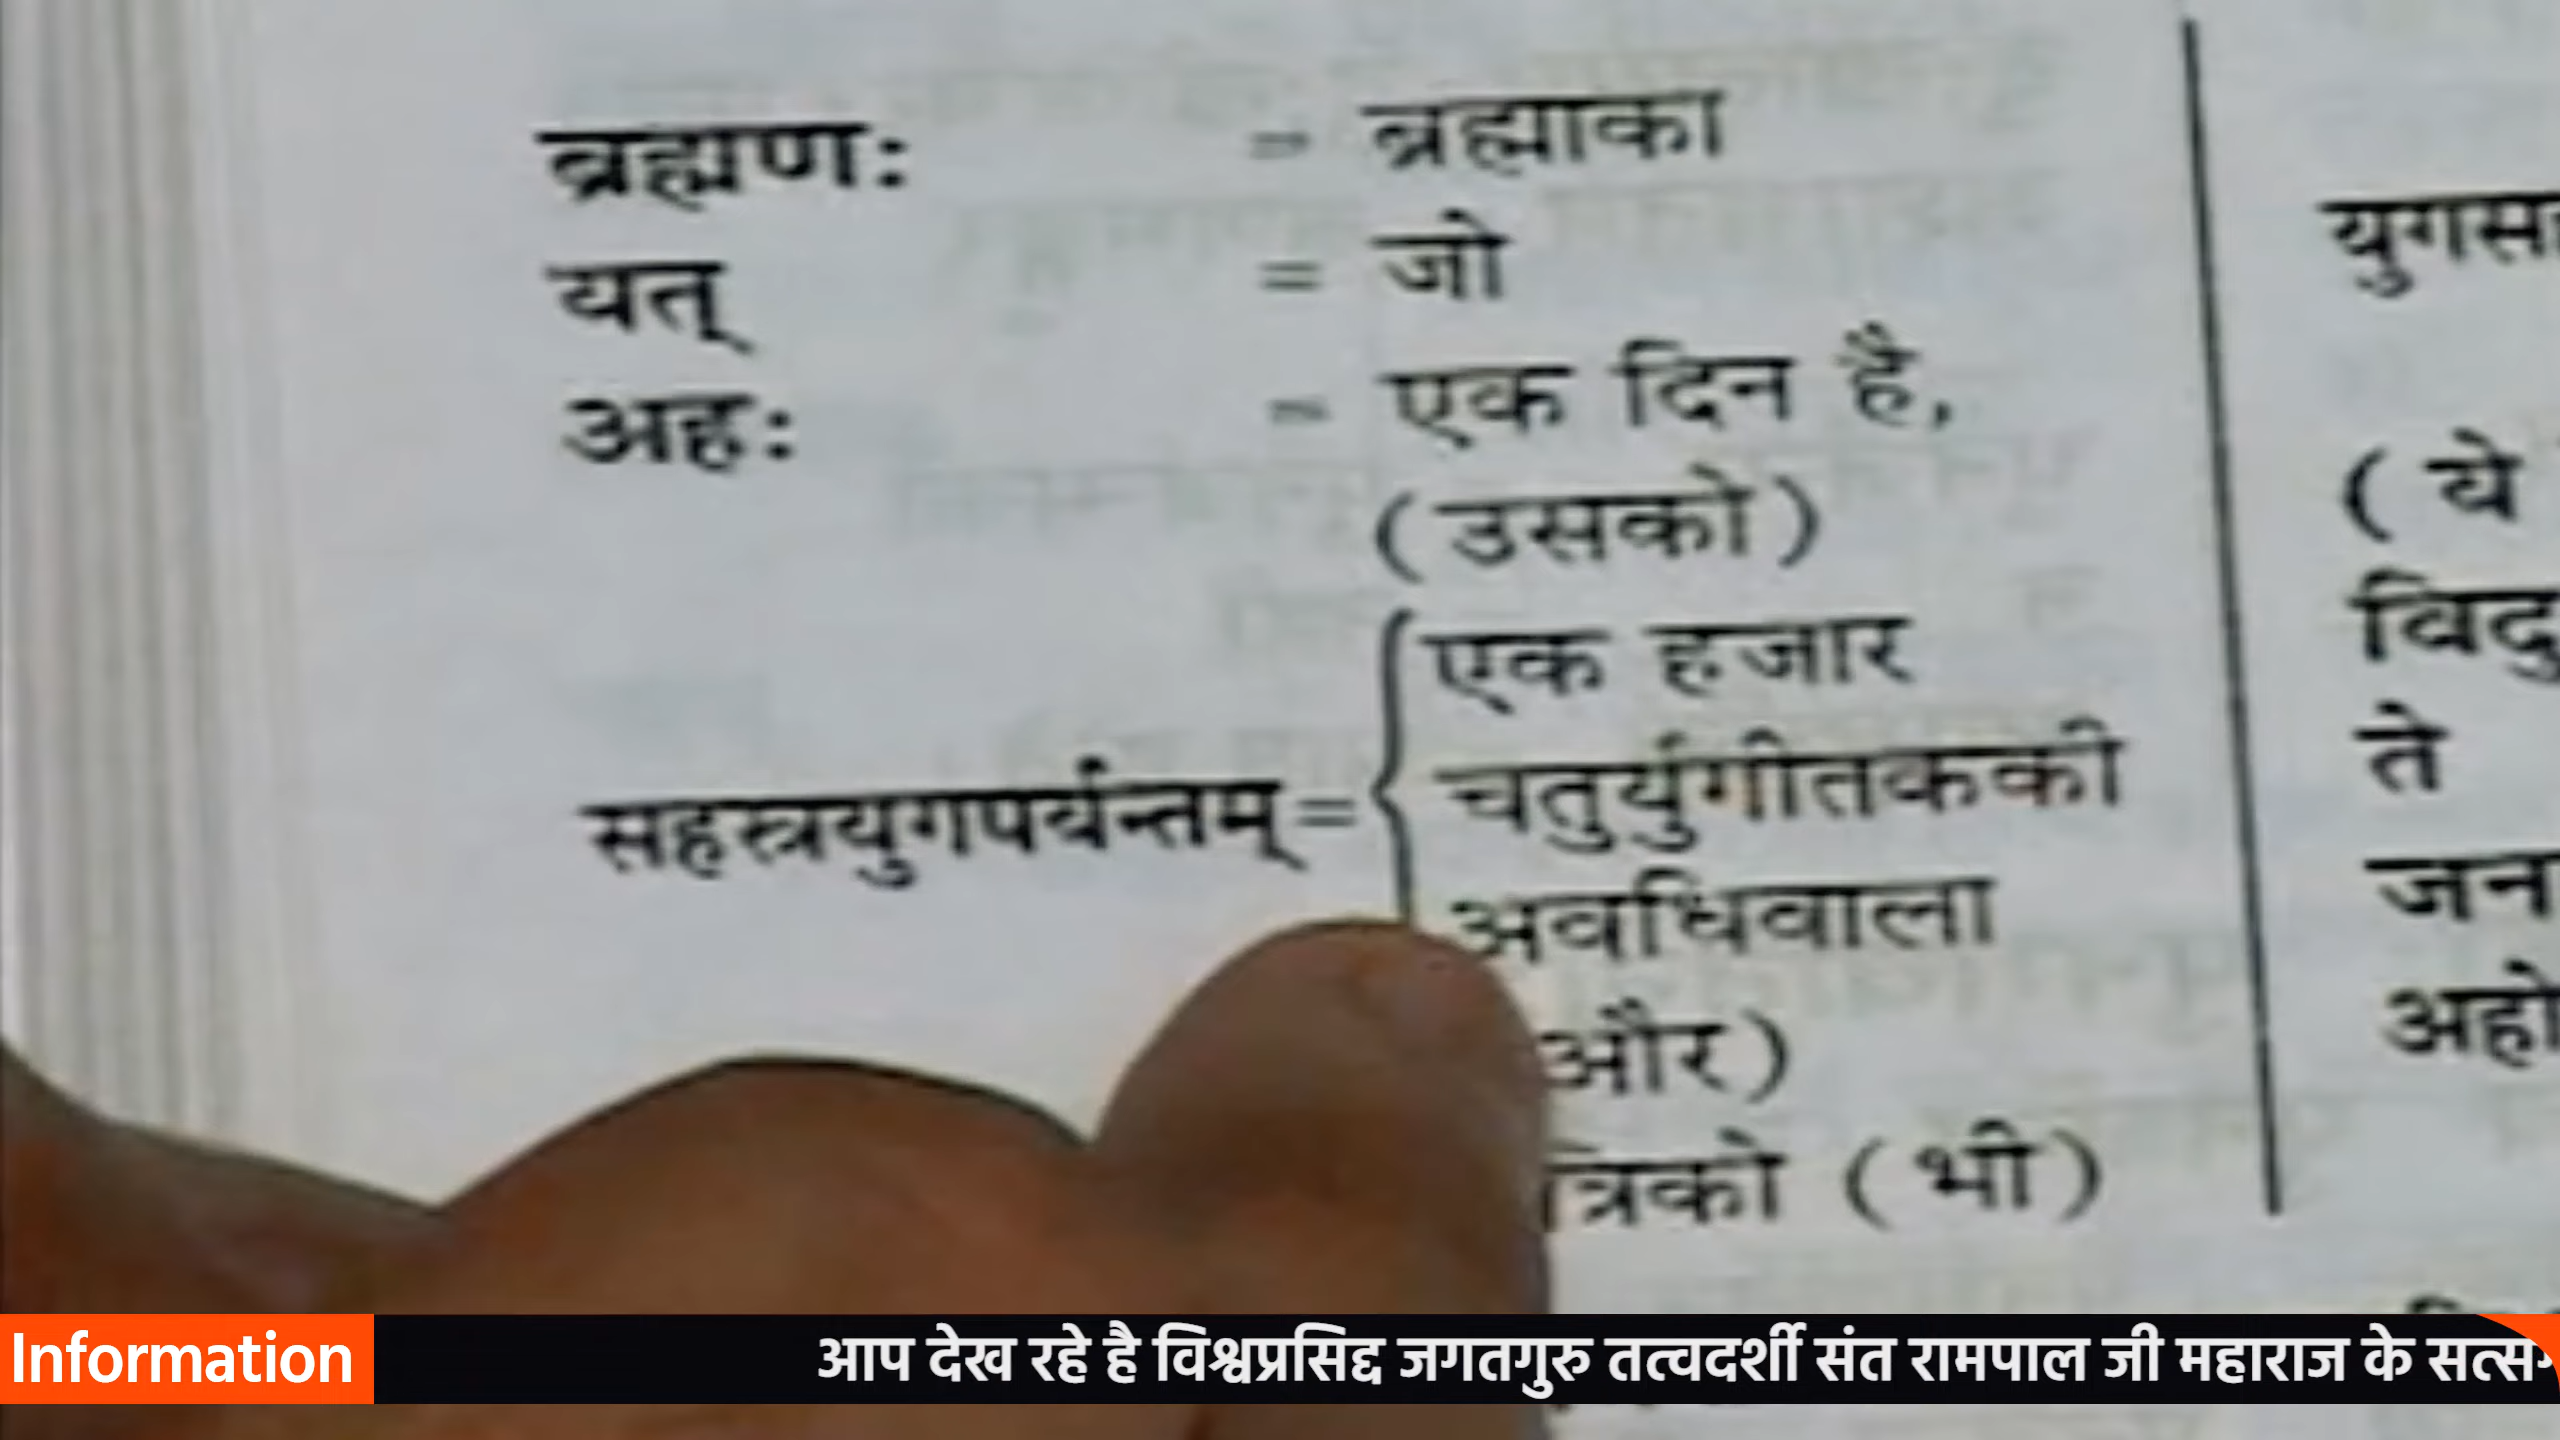 ब्रह्मणः = ब्रह्माका
यत् = जो
अहः = एक दिन है,
(उसको)
सहस्रयुगपर्यन्तम्= एक हजार
चतुर्युगीतककी
अवधिवाला
और)
त्रिको (भी)
युगस
(ये
विदु
ते
जन
अहो
Information
आप देख रहे है विश्वप्रसिद्द जगतगुरु तत्वदर्शी संत रामपाल जी महाराज के सत्स